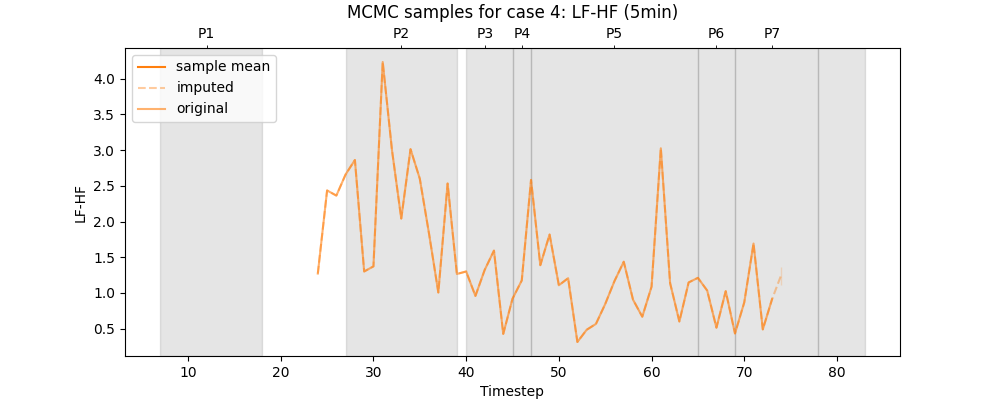 MCMC samples for case 4: LF-HF (5min)
P1 P2 P3 P4 P5 P6 P7
sample mean
imputed
original
4.0
3.5
3.0
2.5
2.0
1.5
1.0
0.5
LF-HF
10 20 30 40 50 60 70 80
Timestep